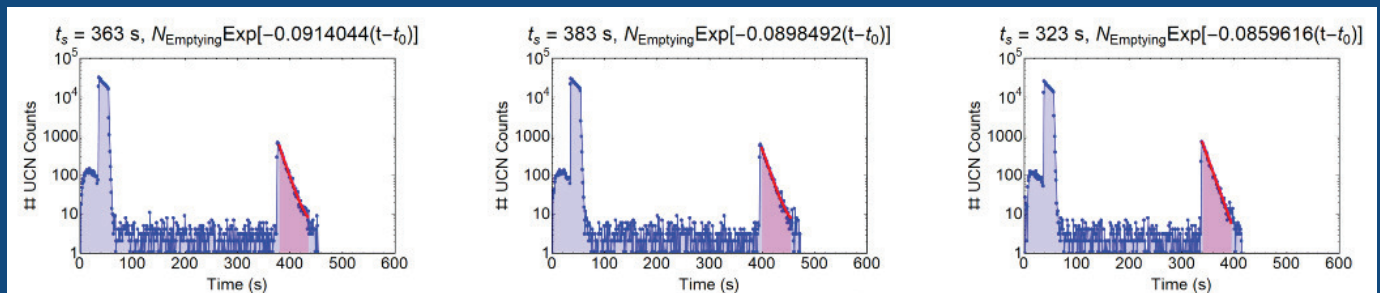 t_s = 363 s, N_Emptying Exp[-0.0914044(t-t_0)]
10^5
10^4
1000
100
10
1
# UCN Counts
0 100 200 300 400 500 600
Time (s)
t_s = 383 s, N_Emptying Exp[-0.0898492(t-t_0)]
10^5
10^4
1000
100
10
1
# UCN Counts
0 100 200 300 400 500 600
Time (s)
t_s = 323 s, N_Emptying Exp[-0.0859616(t-t_0)]
10^5
10^4
1000
100
10
1
# UCN Counts
0 100 200 300 400 500 600
Time (s)